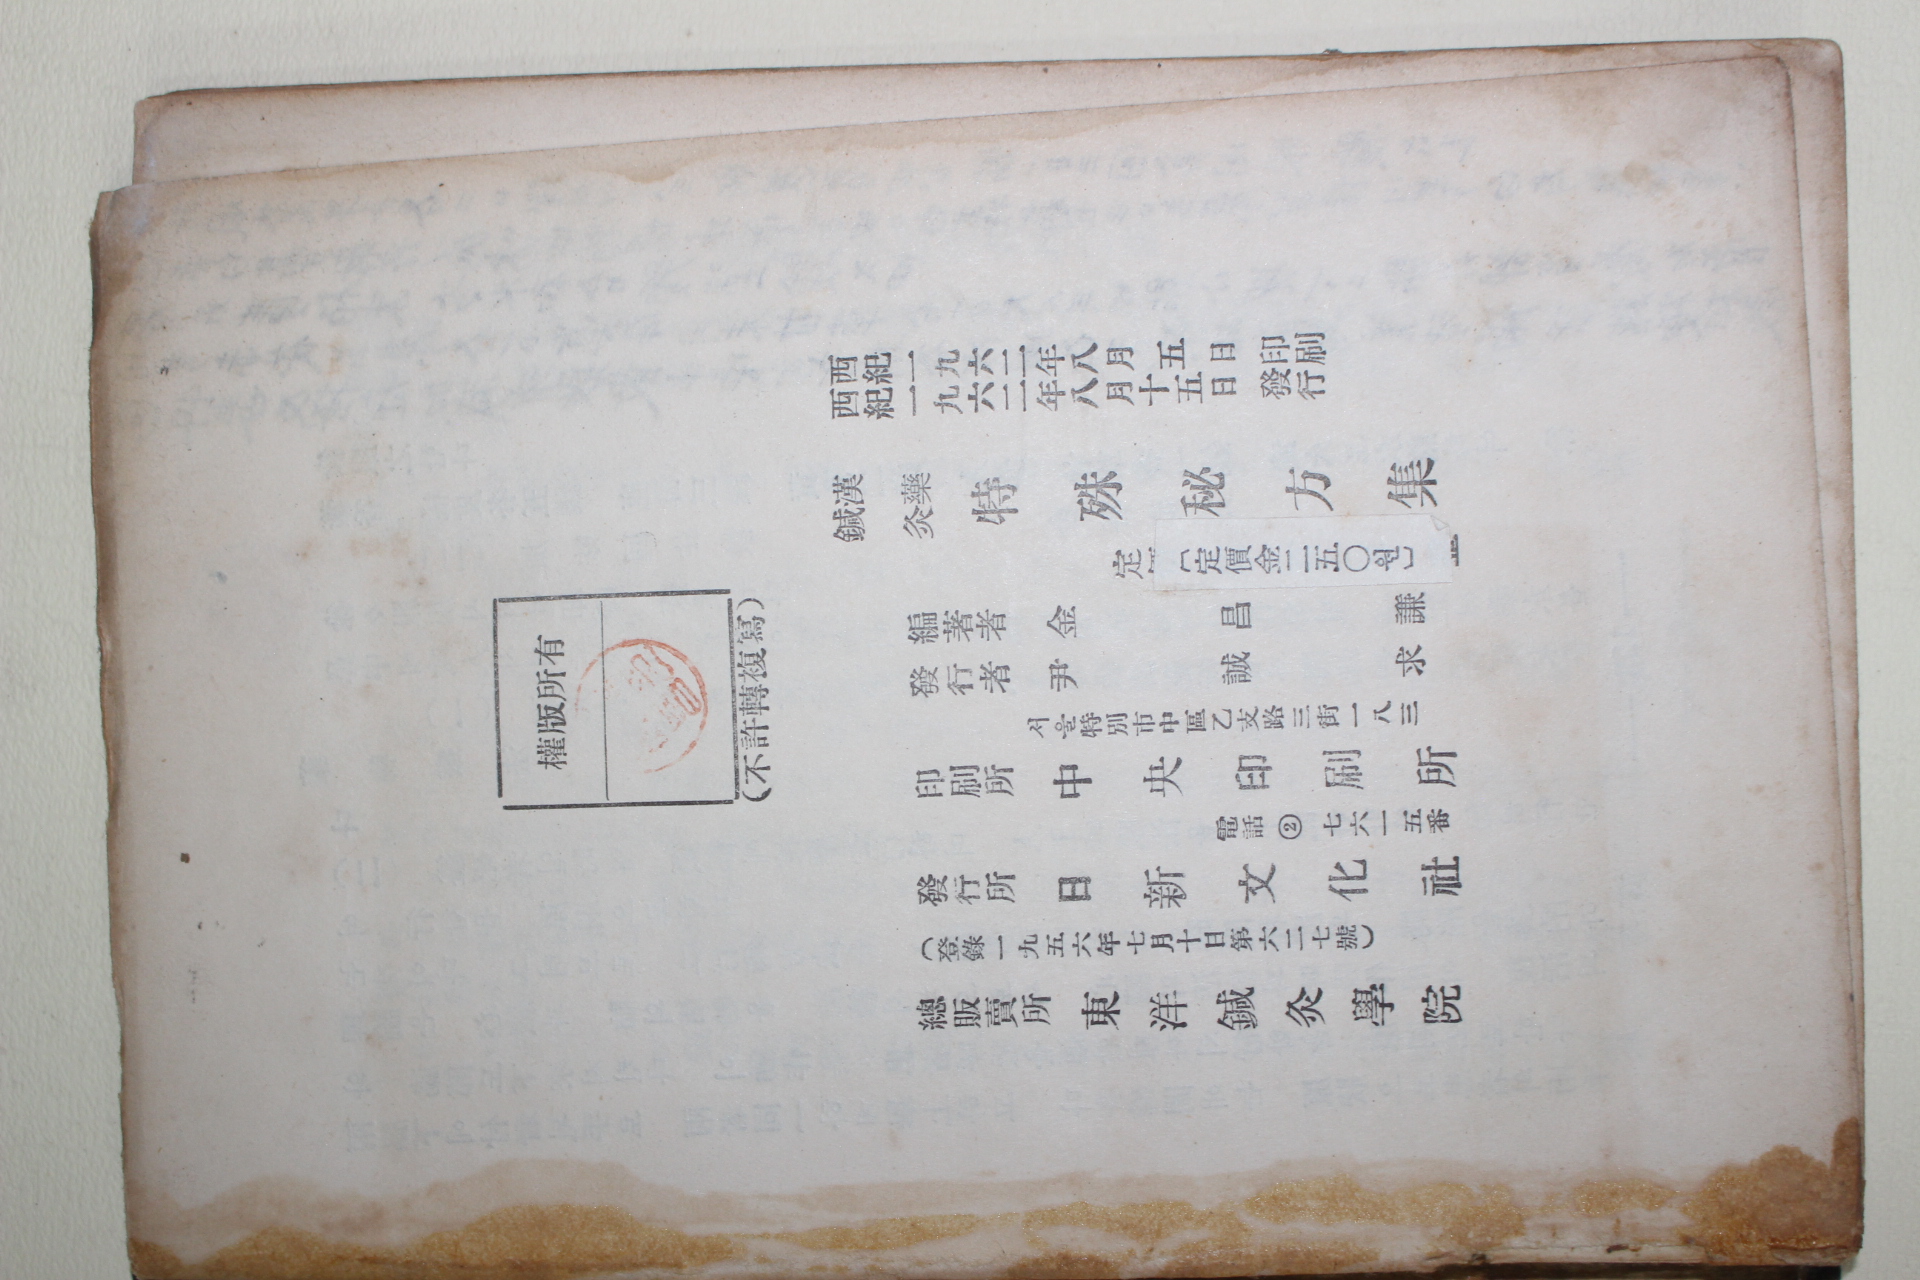 權版所有
(不許轉複寫)
西紀一九六二年八月五日印刷
西紀一九六二年八月十五日發行
漢藥
鍼灸
特殊秘方集
定
(定價金二五〇원)
編著者 金昌謙
發行者 尹誠求
서울特別市中區乙支路三街一八三
印刷所 中央印刷所
電話②七六一五番
發行所 日新文化社
(登錄一九五六年七月十日第六二七號)
總販賣所 東洋鍼灸學院